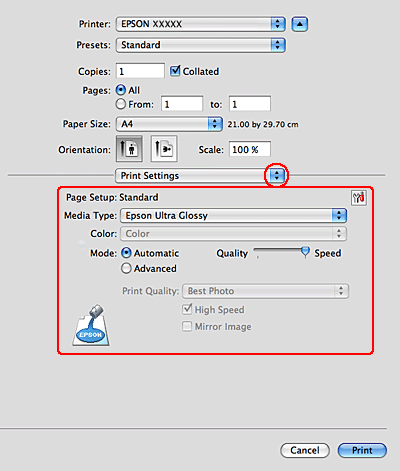 Printer: EPSON XXXXX
Presets: Standard
Copies: 1 Collated
Pages: All
From: 1 to: 1
Paper Size: A4 21.00 by 29.70 cm
Orientation: Scale: 100 %
Print Settings
Page Setup: Standard
Media Type: Epson Ultra Glossy
Color: Color
Mode: Automatic Quality Speed
Advanced
Print Quality: Best Photo
High Speed
Mirror Image
EPSON
Cancel Print